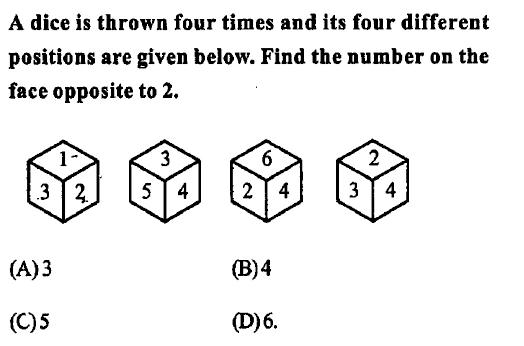 A dice is thrown four times and its four different
positions are given below. Find the number on the
face opposite to 2.
1 3 6 2
3 2 5 4 2 4 3 4
(A) 3 (B) 4
(C) 5 (D) 6.